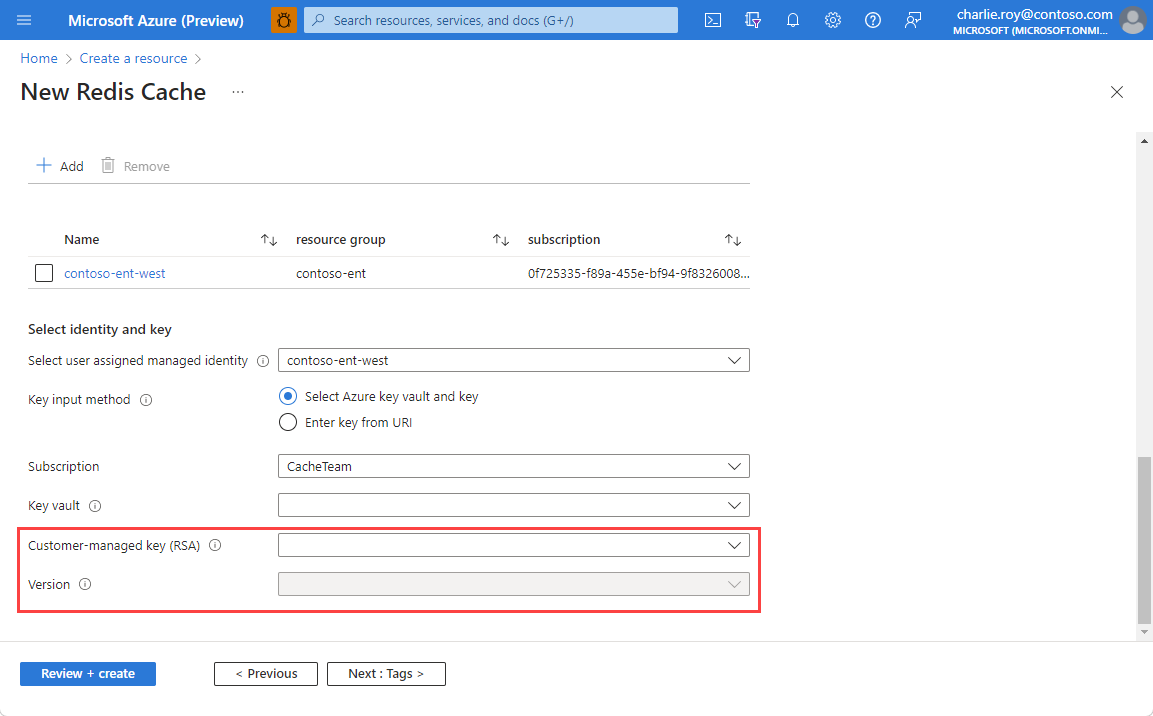 Microsoft Azure (Preview)
Search resources, services, and docs (G+/)
charlie.roy@contoso.com
MICROSOFT (MICROSOFT.ONMI...
Home > Create a resource >
New Redis Cache ...
Add Remove
Name resource group subscription
contoso-ent-west contoso-ent 0f725335-f89a-455e-bf94-9f8326008...
Select identity and key
Select user assigned managed identity contoso-ent-west
Key input method Select Azure key vault and key
Enter key from URI
Subscription CacheTeam
Key vault
Customer-managed key (RSA)
Version
Review + create < Previous Next : Tags >